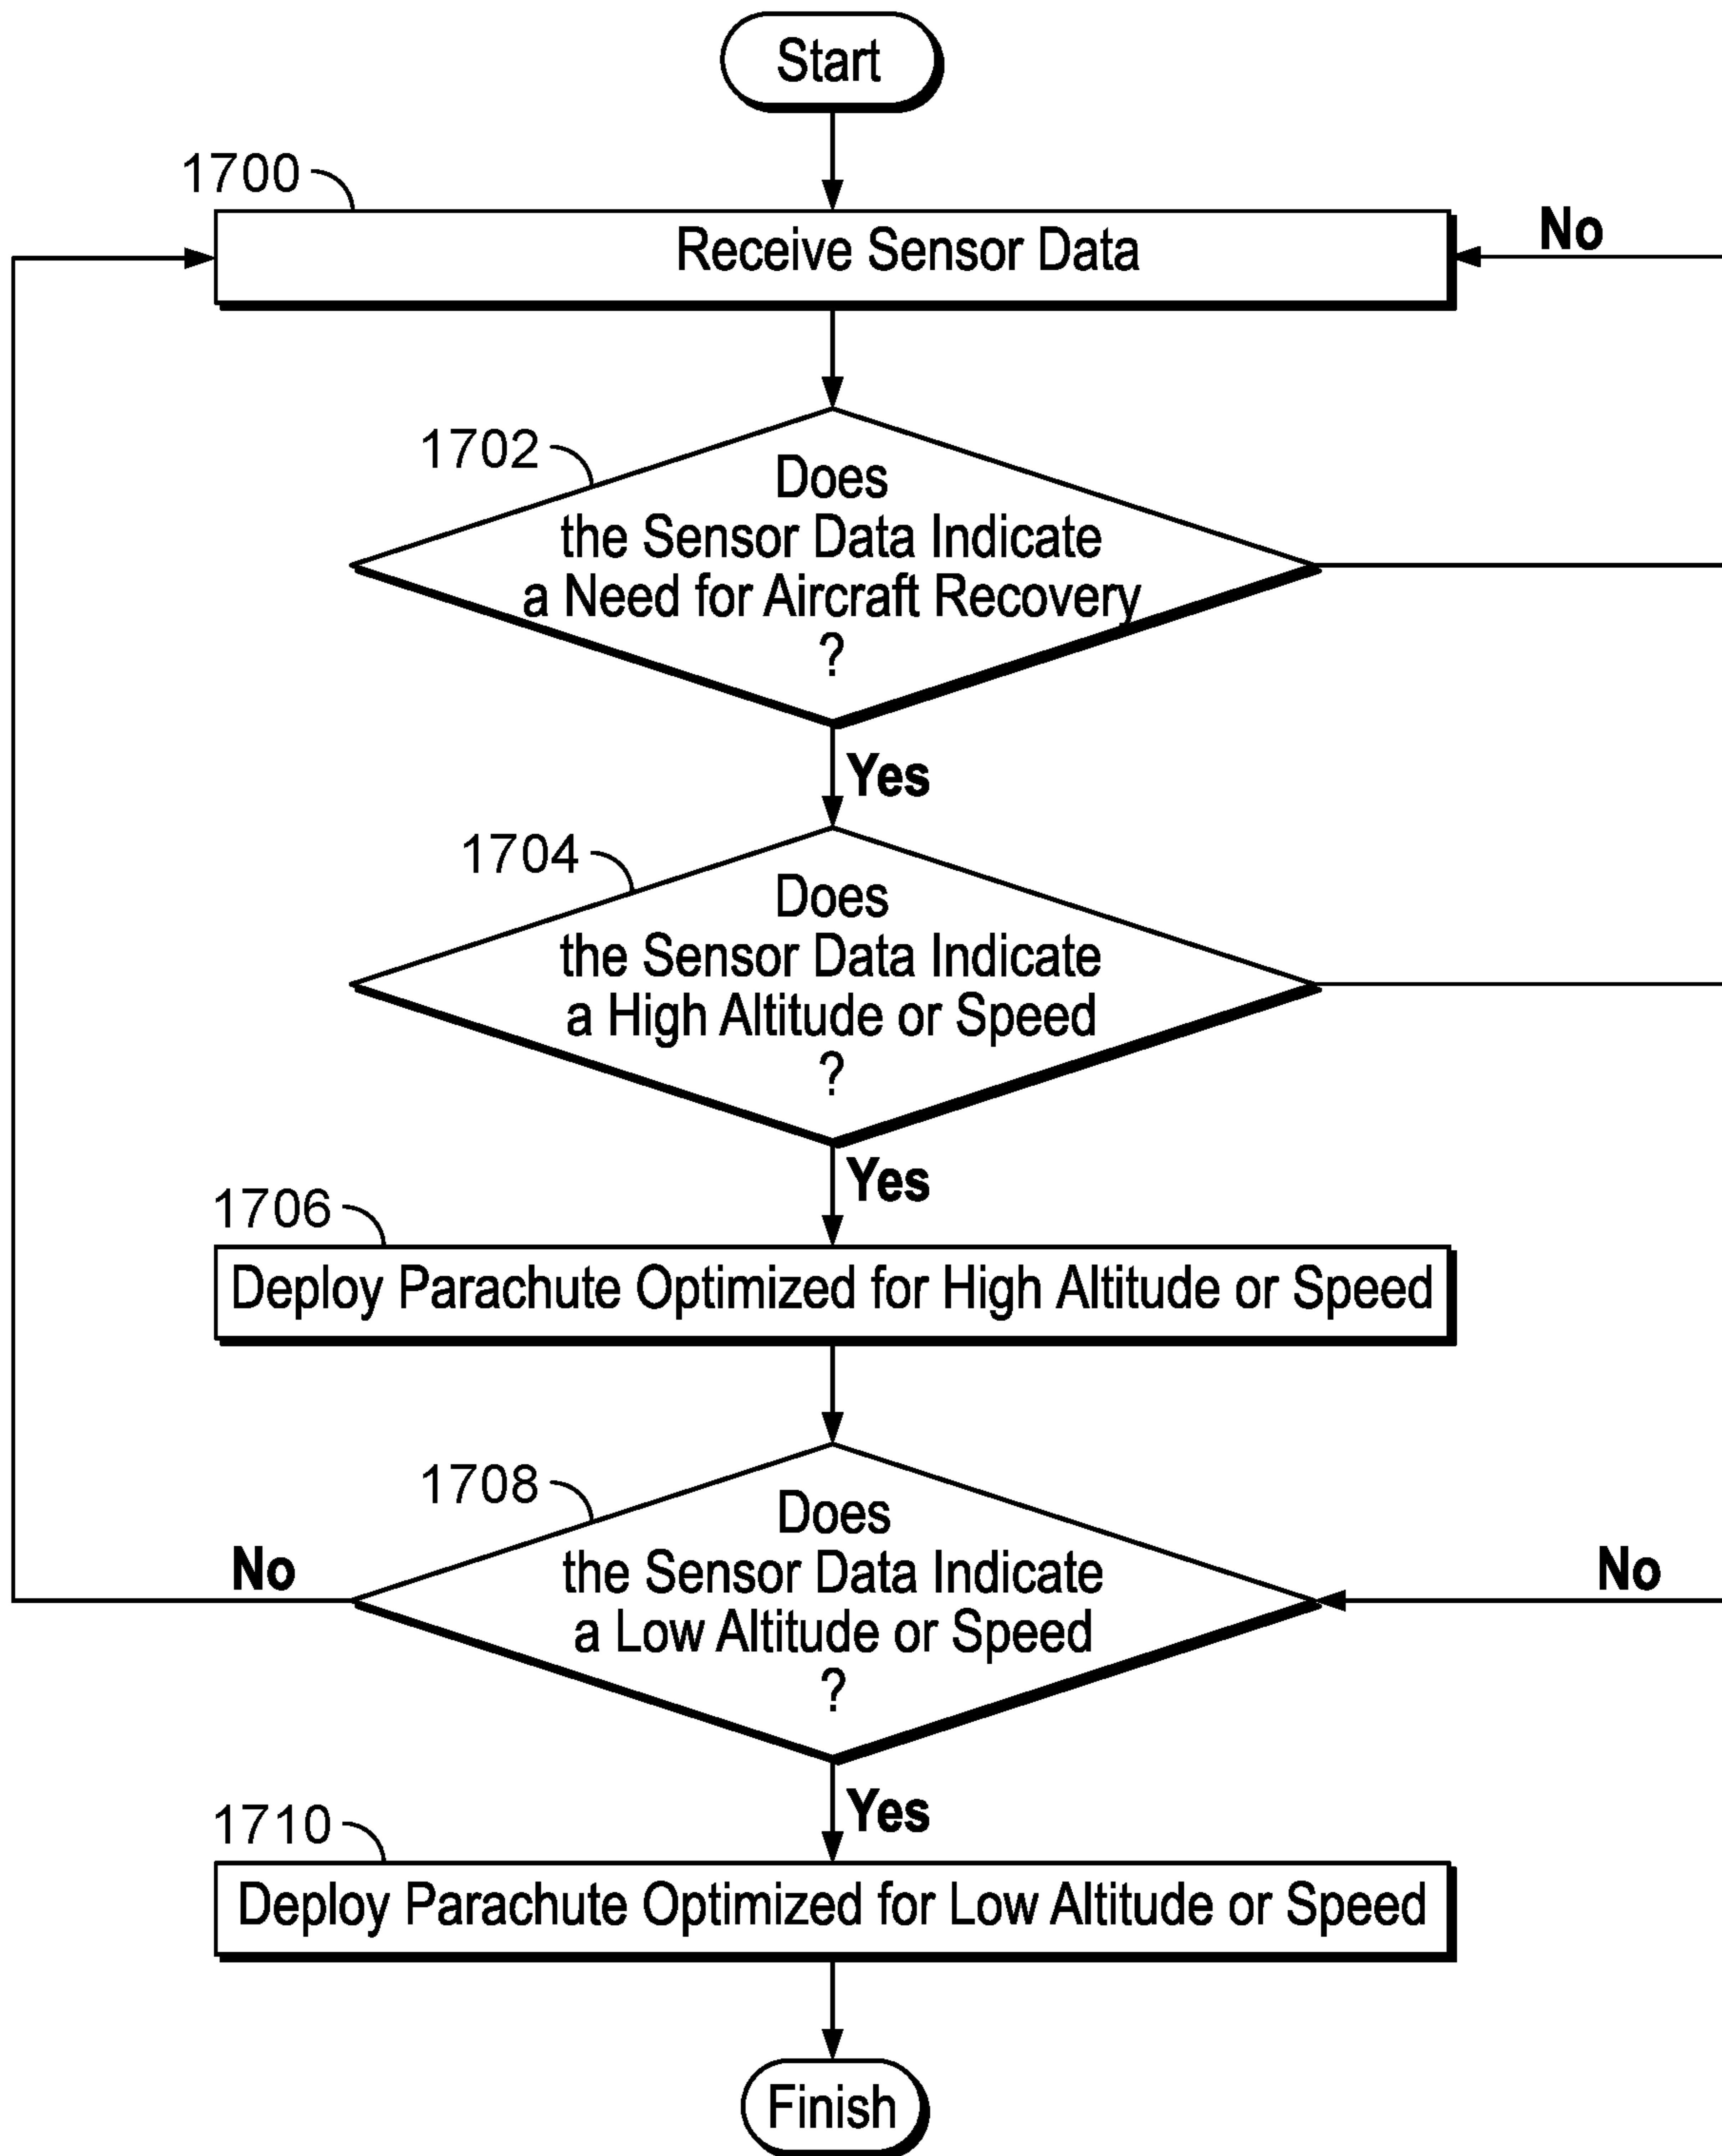 Start
1700
Receive Sensor Data
No
1702
Does
the Sensor Data Indicate
a Need for Aircraft Recovery
?
Yes
1704
Does
the Sensor Data Indicate
a High Altitude or Speed
?
Yes
1706
Deploy Parachute Optimized for High Altitude or Speed
1708
Does
the Sensor Data Indicate
a Low Altitude or Speed
?
No
No
Yes
1710
Deploy Parachute Optimized for Low Altitude or Speed
Finish